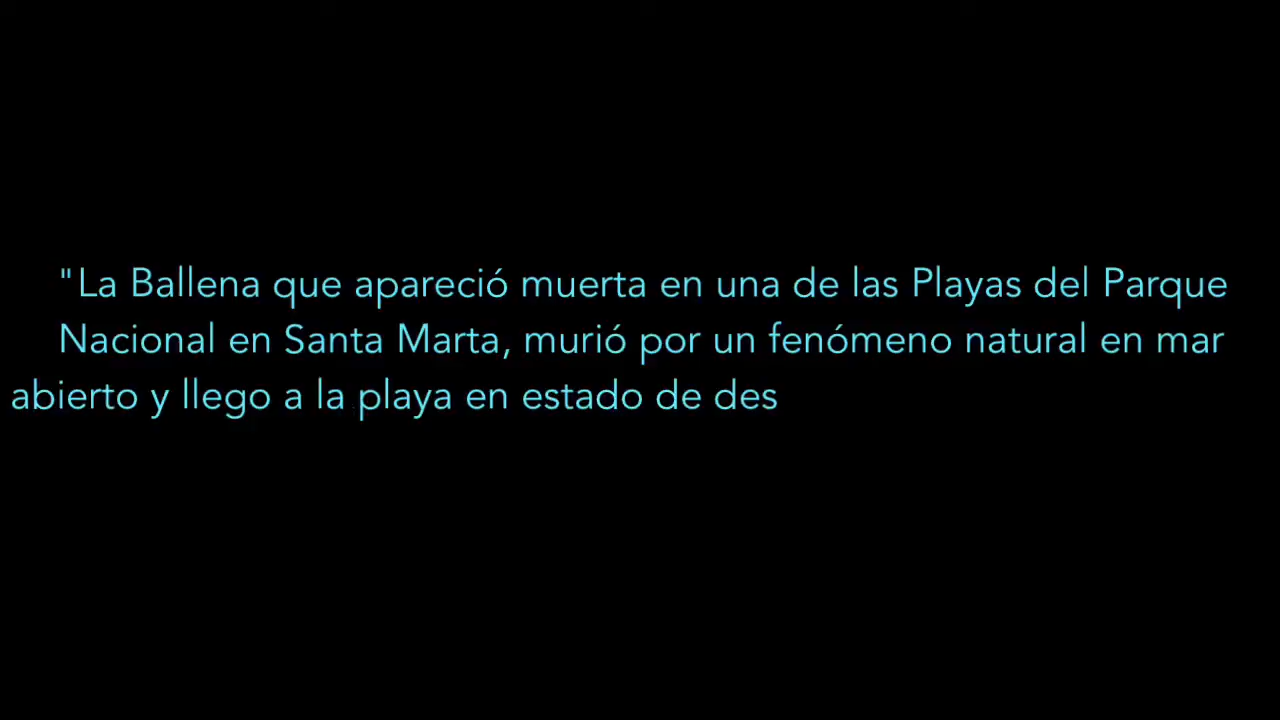 "La Ballena que apareció muerta en una de las Playas del Parque
Nacional en Santa Marta, murió por un fenómeno natural en mar
abierto y llego a la playa en estado de des